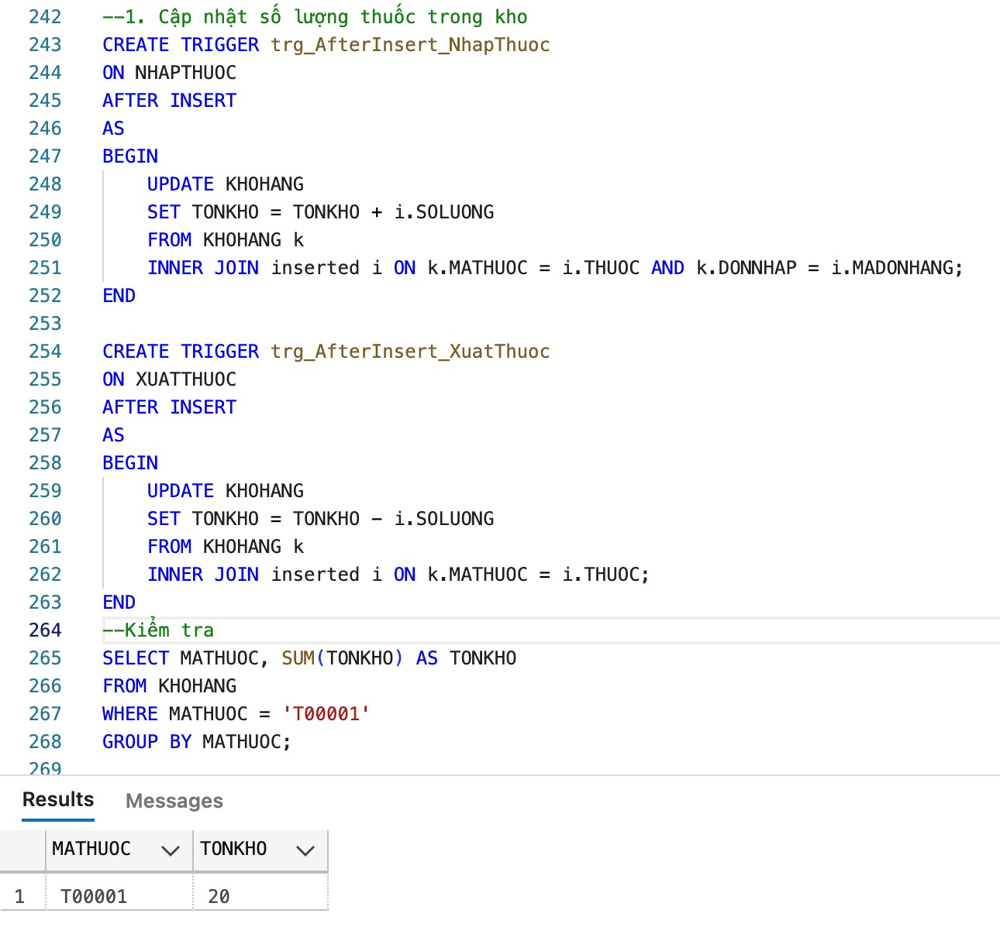 242 --1. Cập nhật số lượng thuốc trong kho
243 CREATE TRIGGER trg_AfterInsert_NhapThuoc
244 ON NHAPTHUOC
245 AFTER INSERT
246 AS
247 BEGIN
248 UPDATE KHOHANG
249 SET TONKHO = TONKHO + i.SOLUONG
250 FROM KHOHANG k
251 INNER JOIN inserted i ON k.MATHUOC = i.THUOC AND k.DONNHAP = i.MADONHANG;
252 END
253
254 CREATE TRIGGER trg_AfterInsert_XuatThuoc
255 ON XUATTHUOC
256 AFTER INSERT
257 AS
258 BEGIN
259 UPDATE KHOHANG
260 SET TONKHO = TONKHO - i.SOLUONG
261 FROM KHOHANG k
262 INNER JOIN inserted i ON k.MATHUOC = i.THUOC;
263 END
264 --Kiểm tra
265 SELECT MATHUOC, SUM(TONKHO) AS TONKHO
266 FROM KHOHANG
267 WHERE MATHUOC = 'T00001'
268 GROUP BY MATHUOC;
269
Results Messages
MATHUOC TONKHO
1 T00001 20